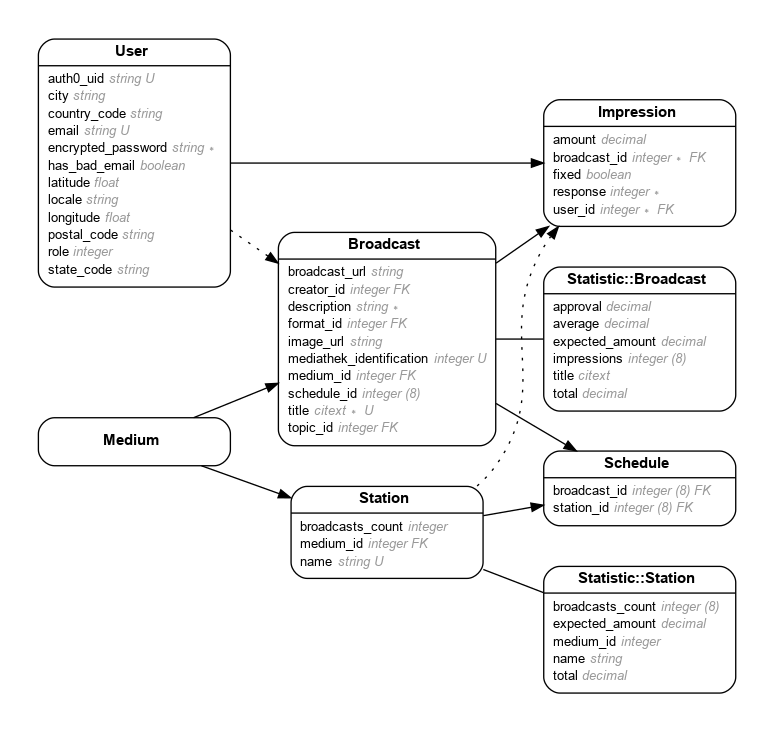 User
auth0_uid string U
city string
country_code string
email string U
encrypted_password string *
has_bad_email boolean
latitude float
locale string
longitude float
postal_code string
role integer
state_code string
Medium
Broadcast
broadcast_url string
creator_id integer FK
description string *
format_id integer FK
image_url string
mediathek_identification integer U
medium_id integer FK
schedule_id integer (8)
title citext * U
topic_id integer FK
Station
broadcasts_count integer
medium_id integer FK
name string U
Impression
amount decimal
broadcast_id integer * FK
fixed boolean
response integer *
user_id integer * FK
Statistic::Broadcast
approval decimal
average decimal
expected_amount decimal
impressions integer (8)
title citext
total decimal
Schedule
broadcast_id integer (8) FK
station_id integer (8) FK
Statistic::Station
broadcasts_count integer (8)
expected_amount decimal
medium_id integer
name string
total decimal